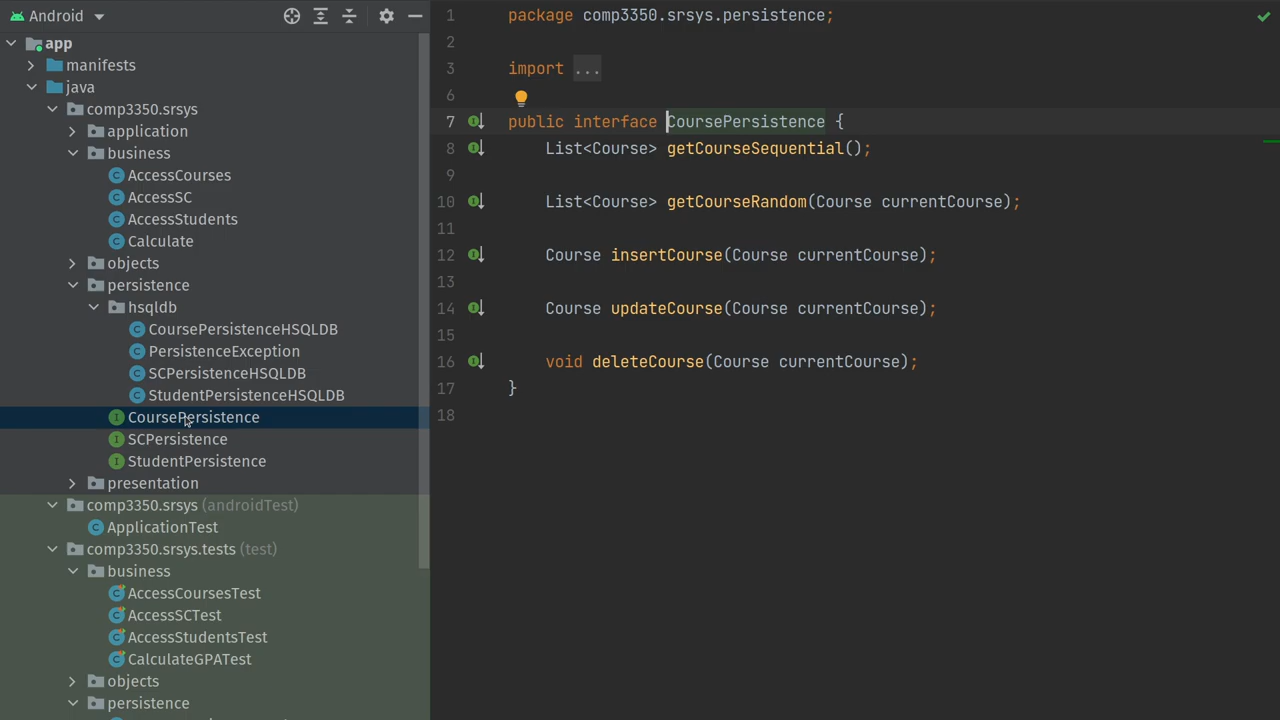 Android
app
manifests
java
comp3350.srsys
application
business
AccessCourses
AccessSC
AccessStudents
Calculate
objects
persistence
hsqldb
CoursePersistenceHSQLDB
PersistenceException
SCPersistenceHSQLDB
StudentPersistenceHSQLDB
CoursePersistence
SCPersistence
StudentPersistence
presentation
comp3350.srsys (androidTest)
ApplicationTest
comp3350.srsys.tests (test)
business
AccessCoursesTest
AccessSCTest
AccessStudentsTest
CalculateGPATest
objects
persistence
1 package comp3350.srsys.persistence;
2
3 import ...
6
7 public interface CoursePersistence {
8 List<Course> getCourseSequential();
9
10 List<Course> getCourseRandom(Course currentCourse);
11
12 Course insertCourse(Course currentCourse);
13
14 Course updateCourse(Course currentCourse);
15
16 void deleteCourse(Course currentCourse);
17 }
18